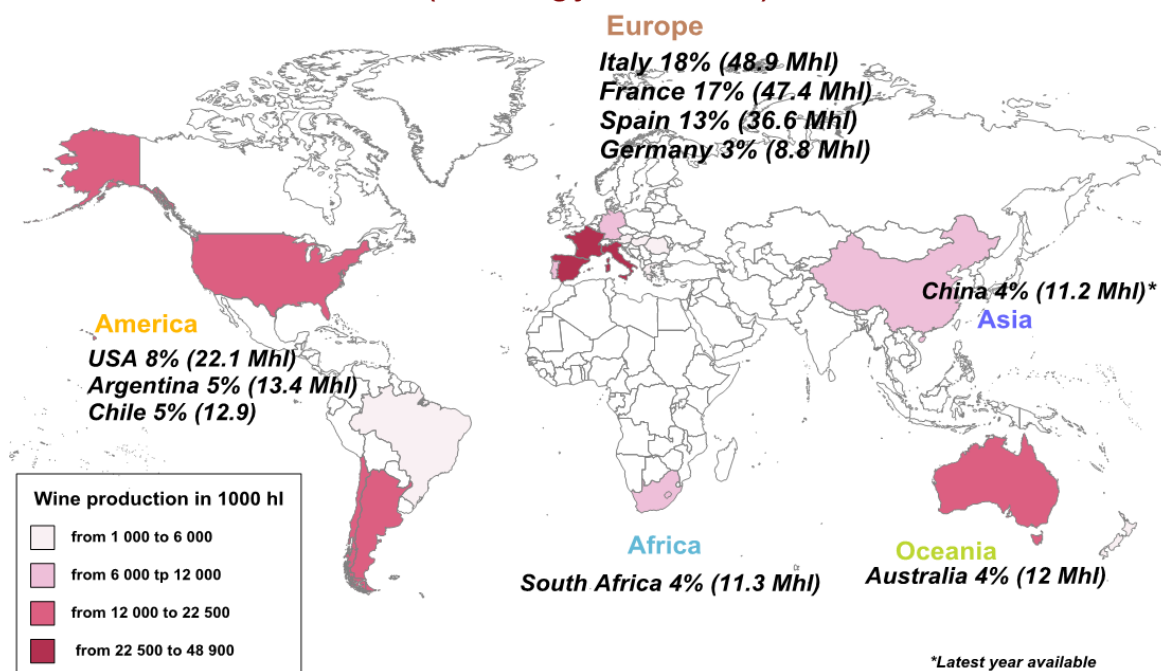 Europe
Italy 18% (48.9 Mhl)
France 17% (47.4 Mhl)
Spain 13% (36.6 Mhl)
Germany 3% (8.8 Mhl)
China 4% (11.2 Mhl)*
Asia
America
USA 8% (22.1 Mhl)
Argentina 5% (13.4 Mhl)
Chile 5% (12.9)
Wine production in 1000 hl
from 1 000 to 6 000
from 6 000 tp 12 000
from 12 000 to 22 500
from 22 500 to 48 900
Africa
South Africa 4% (11.3 Mhl)
Oceania
Australia 4% (12 Mhl)
*Latest year available